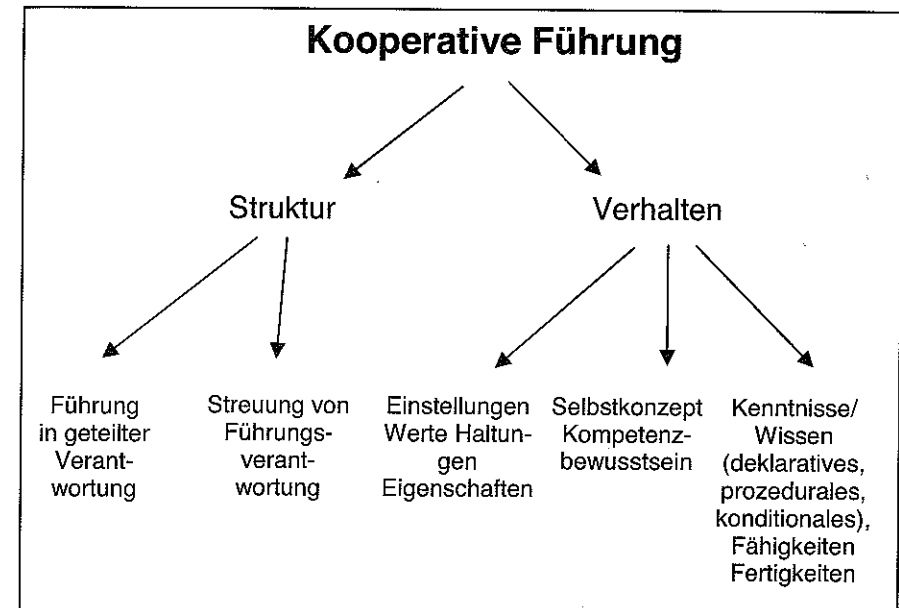 Kooperative Führung
Struktur
Verhalten
Führung
in geteilter
Verant-
wortung
Streuung von
Führungs-
verant-
wortung
Einstellungen
Werte Haltun-
gen
Eigenschaften
Selbstkonzept
Kompetenz-
bewusstsein
Kenntnisse/
Wissen
(deklaratives,
prozedurales,
konditionales),
Fähigkeiten
Fertigkeiten